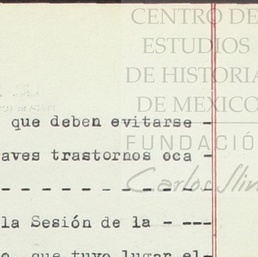 CENTRO DE
ESTUDIOS
DE HISTORIA
DE MEXICO
FUNDACIÓN
Carlos Slim
que deben evitarse -
aves trastornos oca -
- - - - - - - - - - -
la Sesión de la - ---
que tuvo lugar el-